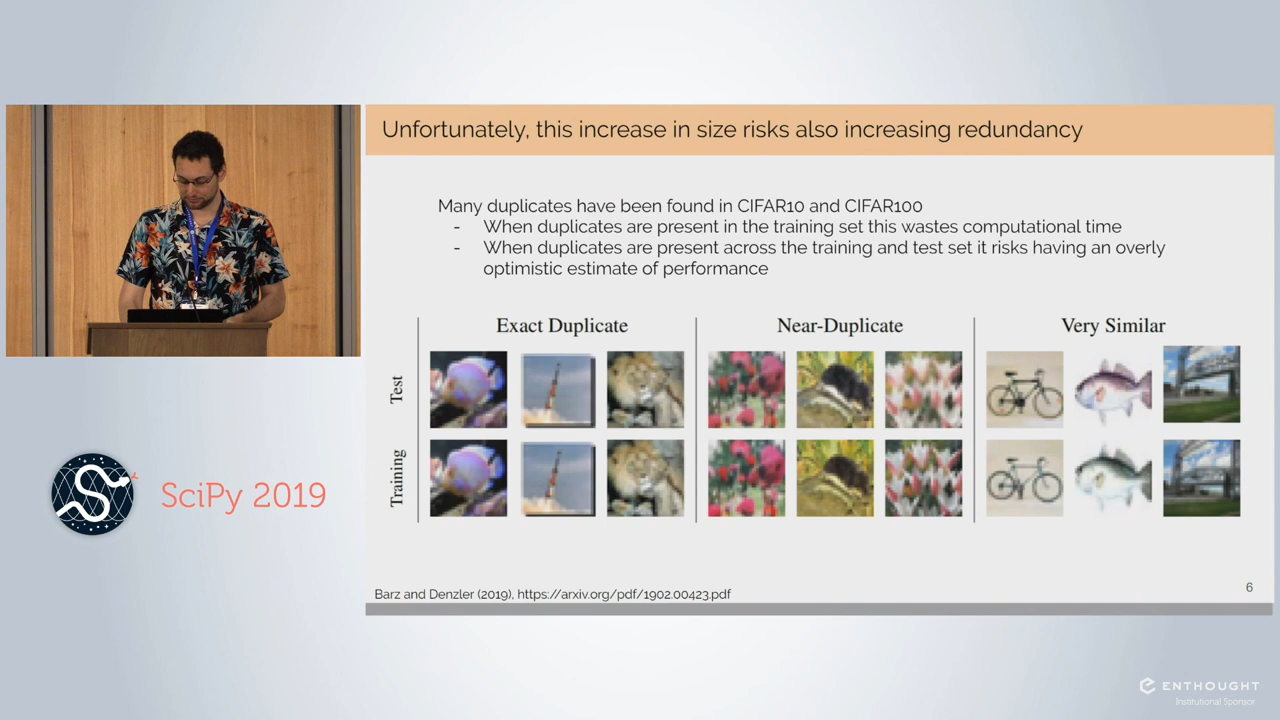 Unfortunately, this increase in size risks also increasing redundancy
Many duplicates have been found in CIFAR10 and CIFAR100
- When duplicates are present in the training set this wastes computational time
- When duplicates are present across the training and test set it risks having an overly
optimistic estimate of performance
Exact Duplicate
Near-Duplicate
Very Similar
Test
Training
Barz and Denzler (2019), https://arxiv.org/pdf/1902.00423.pdf
6
SciPy 2019
ENTHOUGHT
Institutional Sponsor